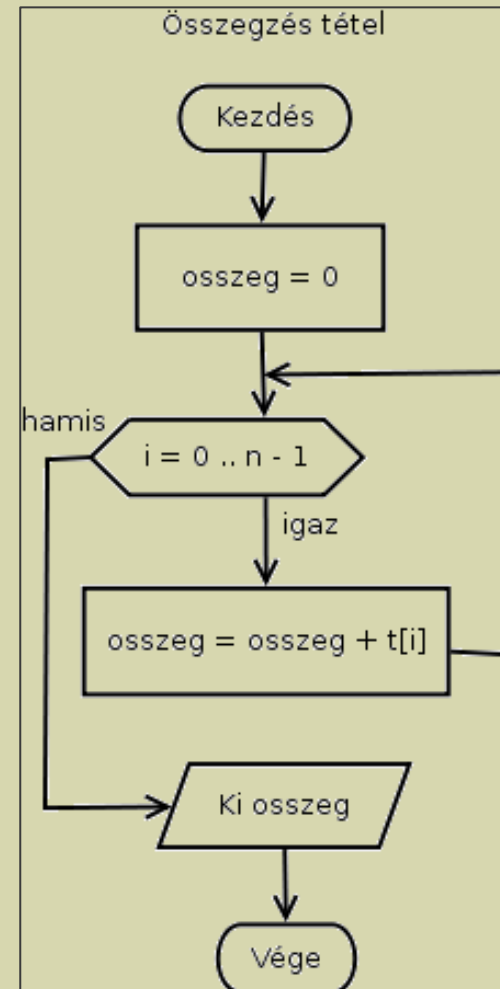 Összegzés tétel
Kezdés
osszeg = 0
hamis
i = 0 .. n - 1
igaz
osszeg = osszeg + t[i]
Ki osszeg
Vége